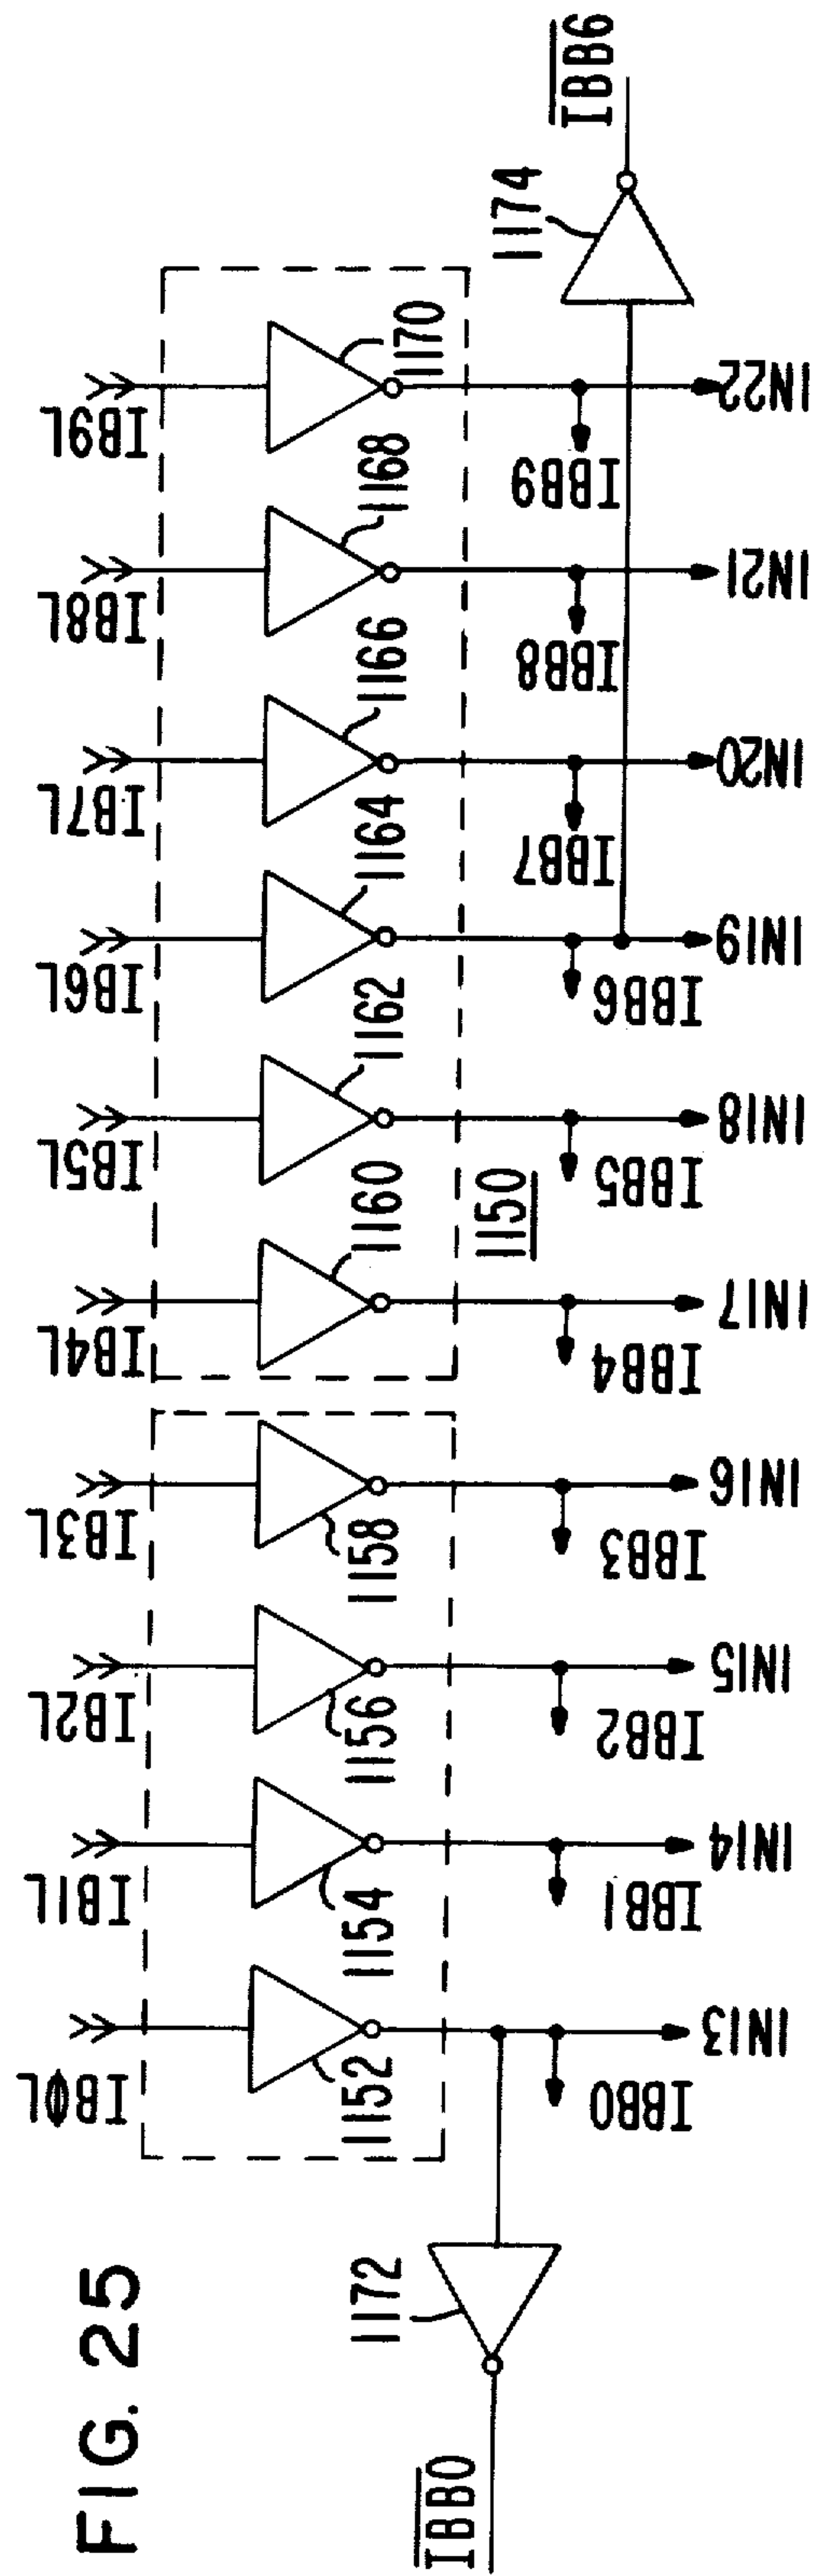 FIG. 25
IBΦL
IB1L
IB2L
IB3L
IB4L
IB5L
IB6L
IB7L
IB8L
IB9L
1152
1154
1156
1158
1160
1162
1164
1166
1168
1170
1150
1172
1174
I̅B̅B̅0̅
IBB0
IBB1
IBB2
IBB3
IBB4
IBB5
IBB6
IBB7
IBB8
IBB9
I̅B̅B̅6̅
IN13
IN14
IN15
IN16
IN17
IN18
IN19
IN20
IN21
IN22